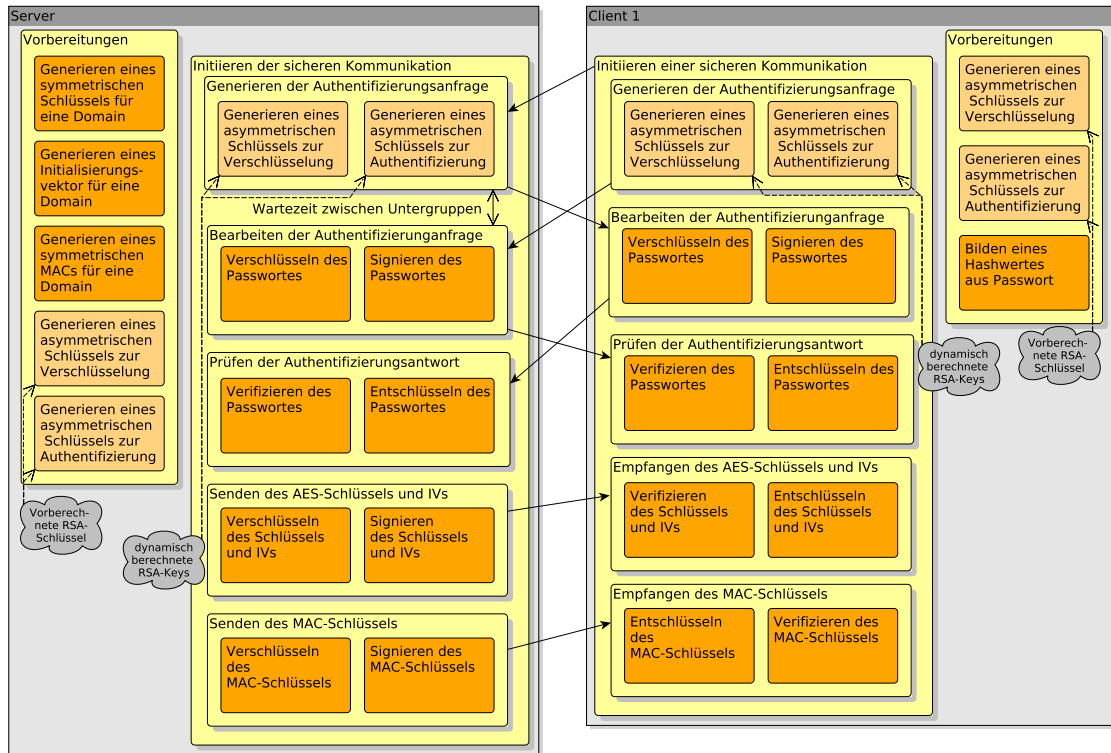 Server
Vorbereitungen
Generieren eines
symmetrischen
Schlüssels für
eine Domain
Generieren eines
Initialisierungs-
vektor für eine
Domain
Generieren eines
symmetrischen
MACs für eine
Domain
Generieren eines
asymmetrischen
Schlüssels zur
Verschlüsselung
Generieren eines
asymmetrischen
Schlüssels zur
Authentifizierung
Vorberech-
nete RSA-
Schlüssel
dynamisch
berechnete
RSA-Keys
Initiieren der sicheren Kommunikation
Generieren der Authentifizierungsanfrage
Generieren eines
asymmetrischen
Schlüssels zur
Verschlüsselung
Generieren eines
asymmetrischen
Schlüssels zur
Authentifizierung
Wartezeit zwischen Untergruppen
Bearbeiten der Authentifizierunganfrage
Verschlüsseln des
Passwortes
Signieren des
Passwortes
Prüfen der Authentifizierungsantwort
Verifizieren des
Passwortes
Entschlüsseln des
Passwortes
Senden des AES-Schlüssels und IVs
Verschlüsseln
des Schlüssels
und IVs
Signieren
des Schlüssels
und IVs
Senden des MAC-Schlüssels
Verschlüsseln
des
MAC-Schlüssels
Signieren des
MAC-Schlüssels
Client 1
Initiieren einer sicheren Kommunikation
Generieren der Authentifizierungsanfrage
Generieren eines
asymmetrischen
Schlüssels zur
Verschlüsselung
Generieren eines
asymmetrischen
Schlüssels zur
Authentifizierung
Bearbeiten der Authentifizierunganfrage
Verschlüsseln des
Passwortes
Signieren des
Passwortes
Prüfen der Authentifizierungsantwort
Verifizieren des
Passwortes
Entschlüsseln des
Passwortes
Empfangen des AES-Schlüssels und IVs
Verifizieren
des Schlüssels
und IVs
Entschlüsseln
des Schlüssels
und IVs
Empfangen des MAC-Schlüssels
Entschlüsseln
des
MAC-Schlüssels
Verifizieren des
MAC-Schlüssels
Vorbereitungen
Generieren eines
asymmetrischen
Schlüssels zur
Verschlüsselung
Generieren eines
asymmetrischen
Schlüssels zur
Authentifizierung
Bilden eines
Hashwertes
aus Passwort
dynamisch
berechnete
RSA-Keys
Vorberech-
nete RSA-
Schlüssel